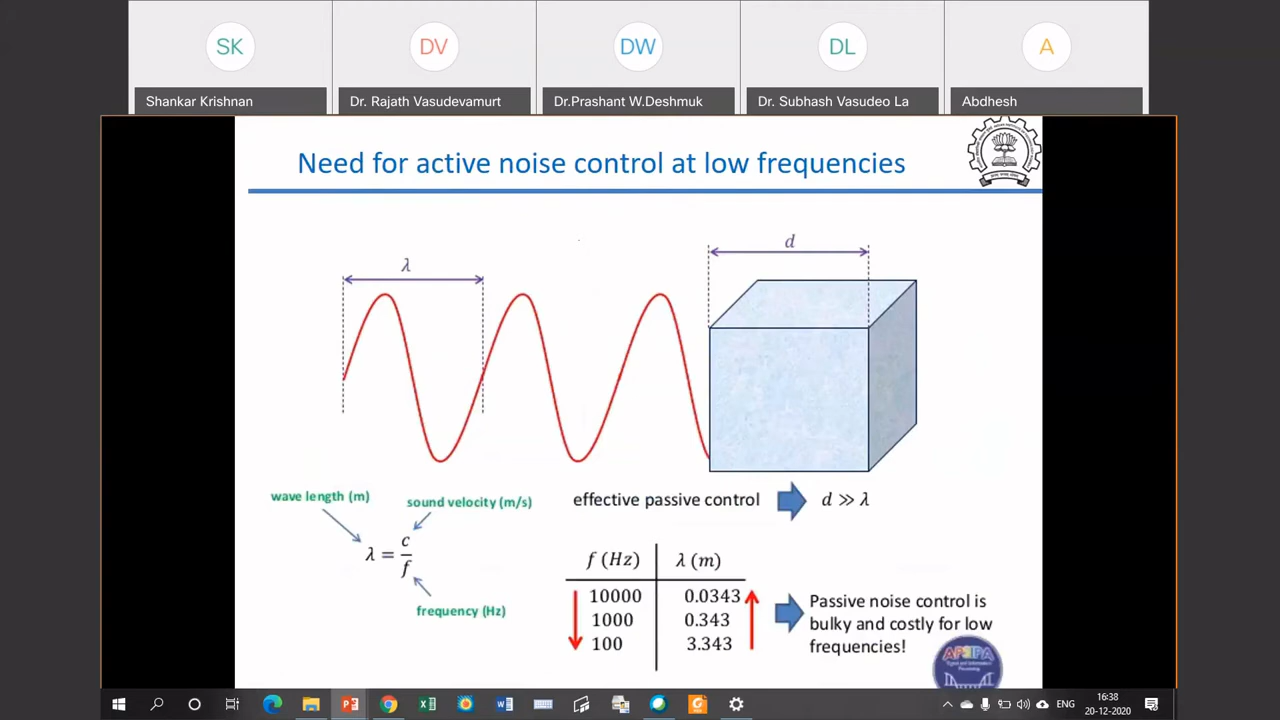 SK
DV
DW
DL
A
Shankar Krishnan
Dr. Rajath Vasudevamurt
Dr.Prashant W.Deshmuk
Dr. Subhash Vasudeo La
Abdhesh
Need for active noise control at low frequencies
λ
d
wave length (m)
sound velocity (m/s)
λ = c/f
frequency (Hz)
effective passive control
d ≫ λ
f (Hz) λ (m)
10000 0.0343
1000 0.343
100 3.343
Passive noise control is
bulky and costly for low
frequencies!
APSIPA
ENG
16:38
20-12-2020